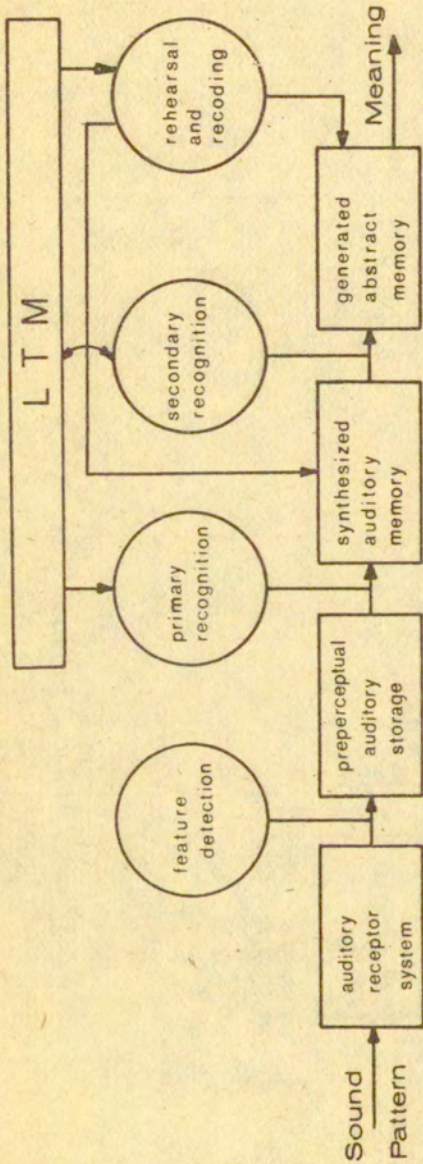 L T M
feature
detection
primary
recognition
secondary
recognition
rehearsal
and
recoding
Sound
Pattern
auditory
receptor
system
preperceptual
auditory
storage
synthesized
auditory
memory
generated
abstract
memory
Meaning